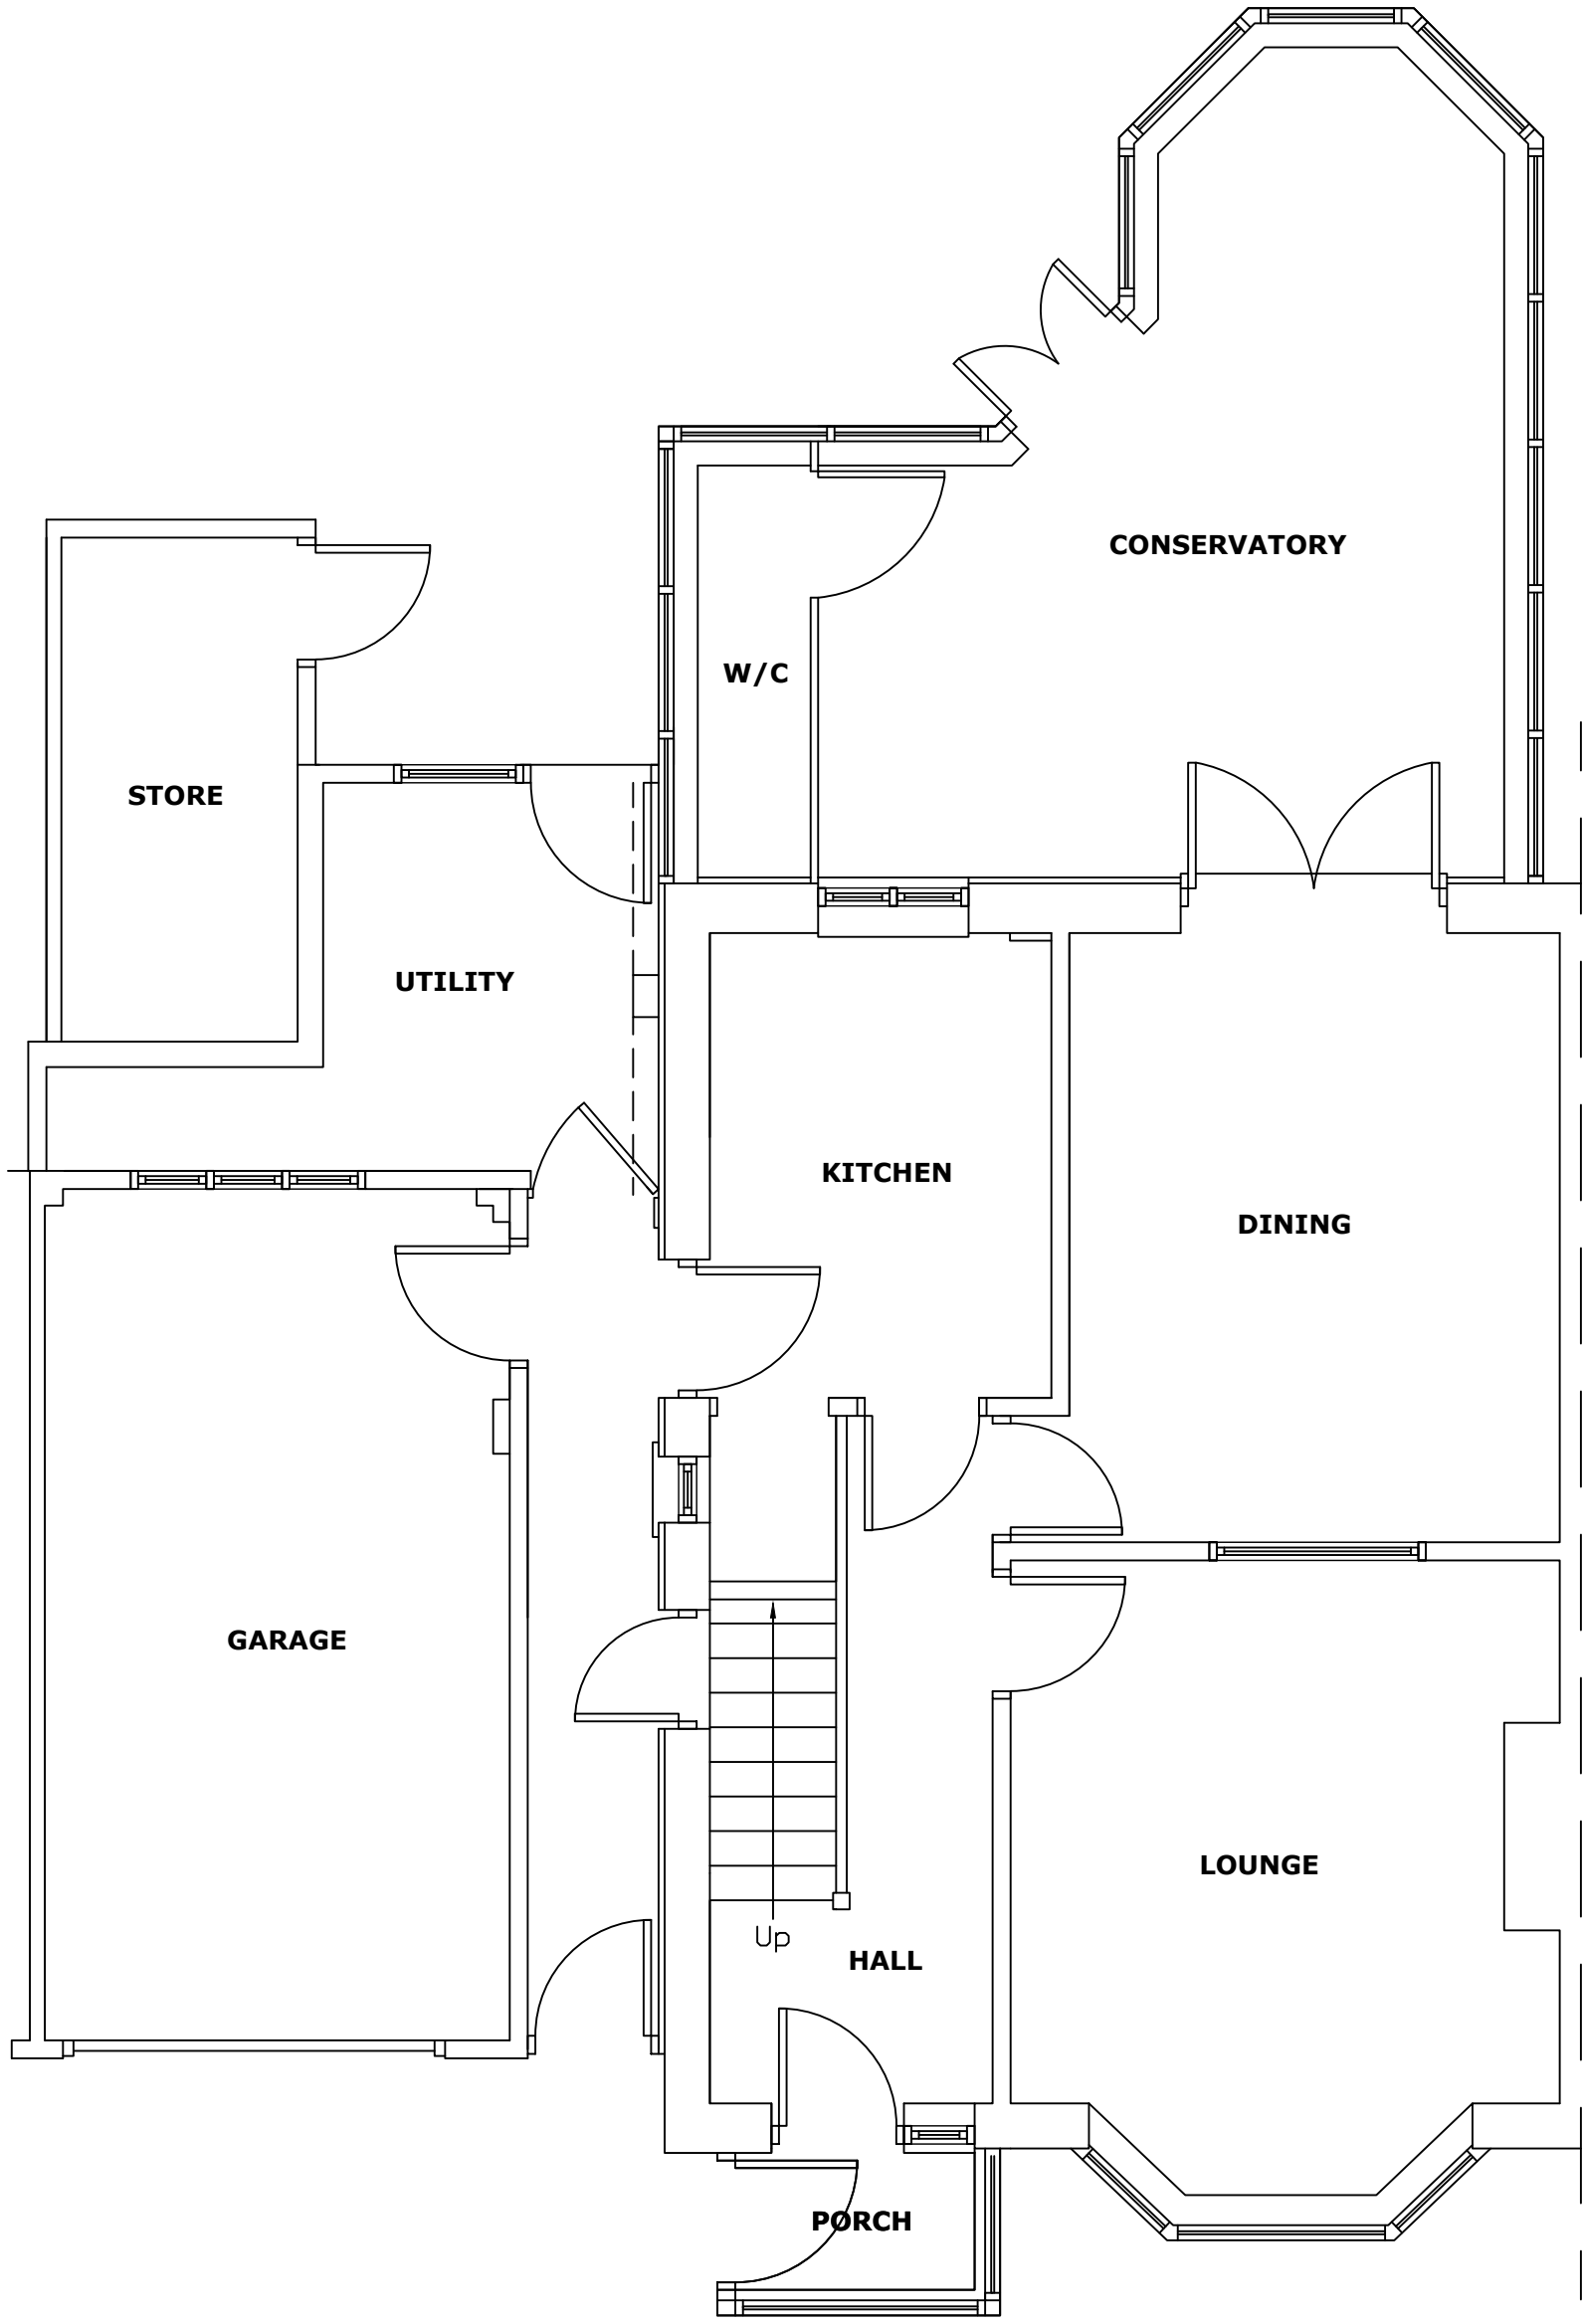 CONSERVATORY
W/C
STORE
UTILITY
KITCHEN
DINING
GARAGE
LOUNGE
Up
HALL
PORCH